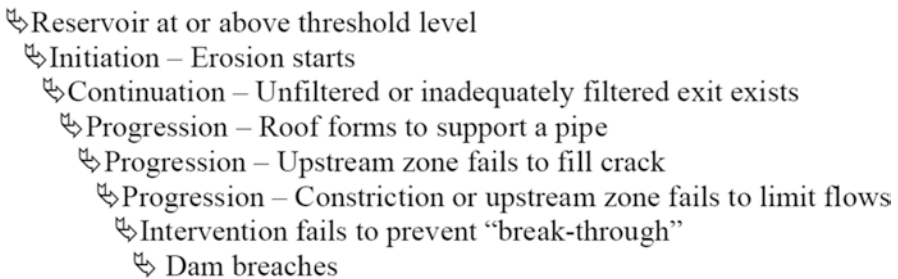 Reservoir at or above threshold level
Initiation – Erosion starts
Continuation – Unfiltered or inadequately filtered exit exists
Progression – Roof forms to support a pipe
Progression – Upstream zone fails to fill crack
Progression – Constriction or upstream zone fails to limit flows
Intervention fails to prevent “break-through”
Dam breaches